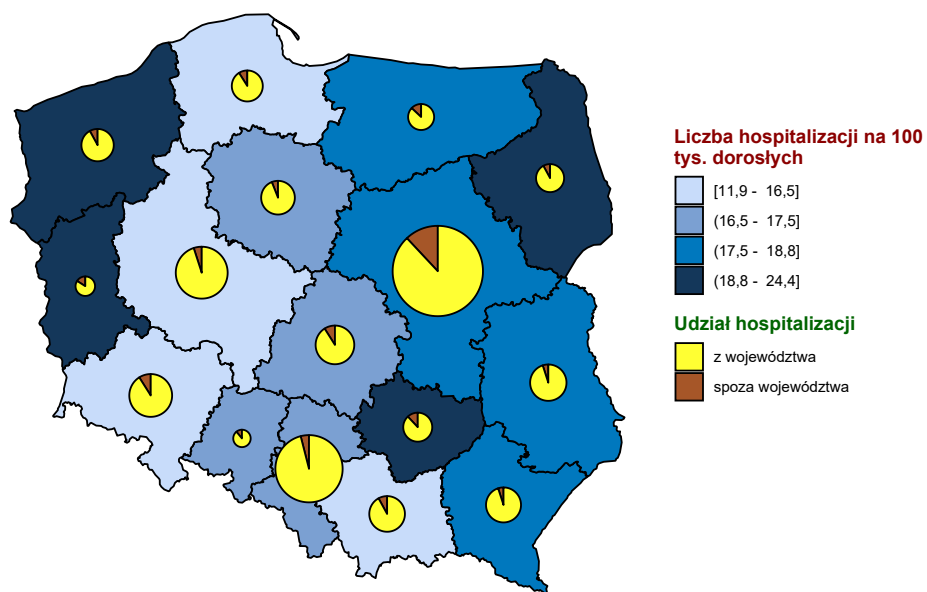 Liczba hospitalizacji na 100
tys. dorosłych
[11,9 - 16,5]
(16,5 - 17,5]
(17,5 - 18,8]
(18,8 - 24,4]
Udział hospitalizacji
z województwa
spoza województwa